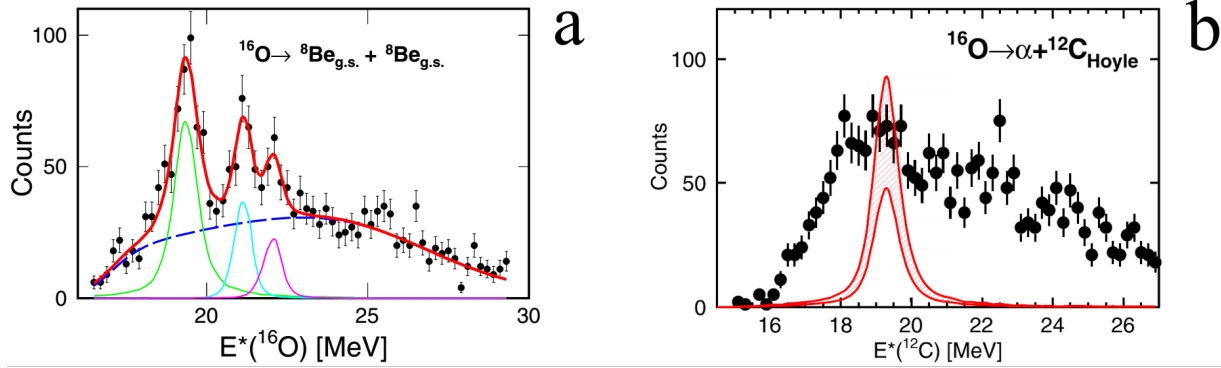 a
¹⁶O→ ⁸Be_g.s. + ⁸Be_g.s.
Counts
100
50
0
20
25
30
E*(¹⁶O) [MeV]
b
¹⁶O→α+¹²C_Hoyle
Counts
100
50
0
16
18
20
22
24
26
E*(¹²C) [MeV]